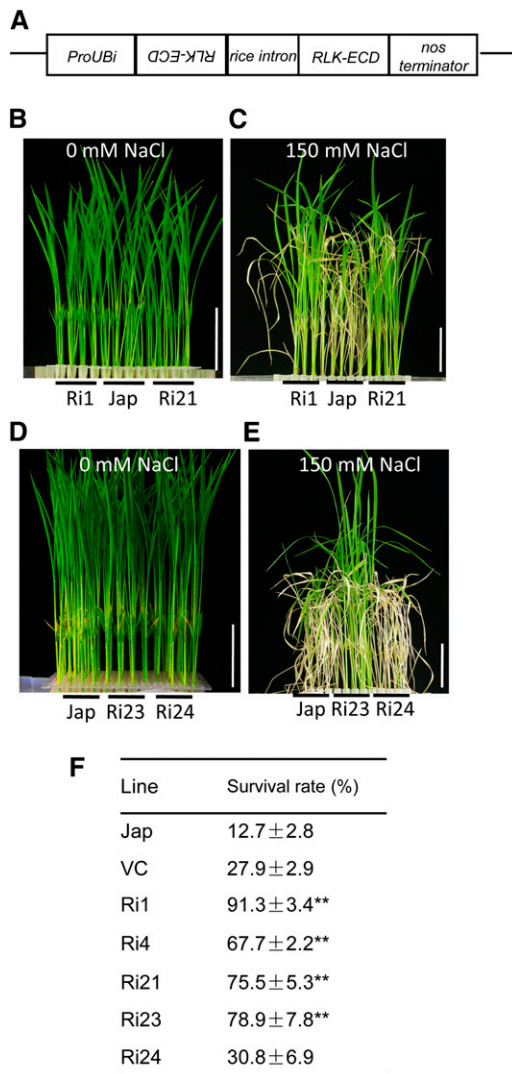 A
ProUBi RLK-ECD rice intron RLK-ECD nos terminator
B
0 mM NaCl
Ri1 Jap Ri21
C
150 mM NaCl
Ri1 Jap Ri21
D
0 mM NaCl
Jap Ri23 Ri24
E
150 mM NaCl
Jap Ri23 Ri24
F
Line Survival rate (%)
Jap 12.7±2.8
VC 27.9±2.9
Ri1 91.3±3.4**
Ri4 67.7±2.2**
Ri21 75.5±5.3**
Ri23 78.9±7.8**
Ri24 30.8±6.9